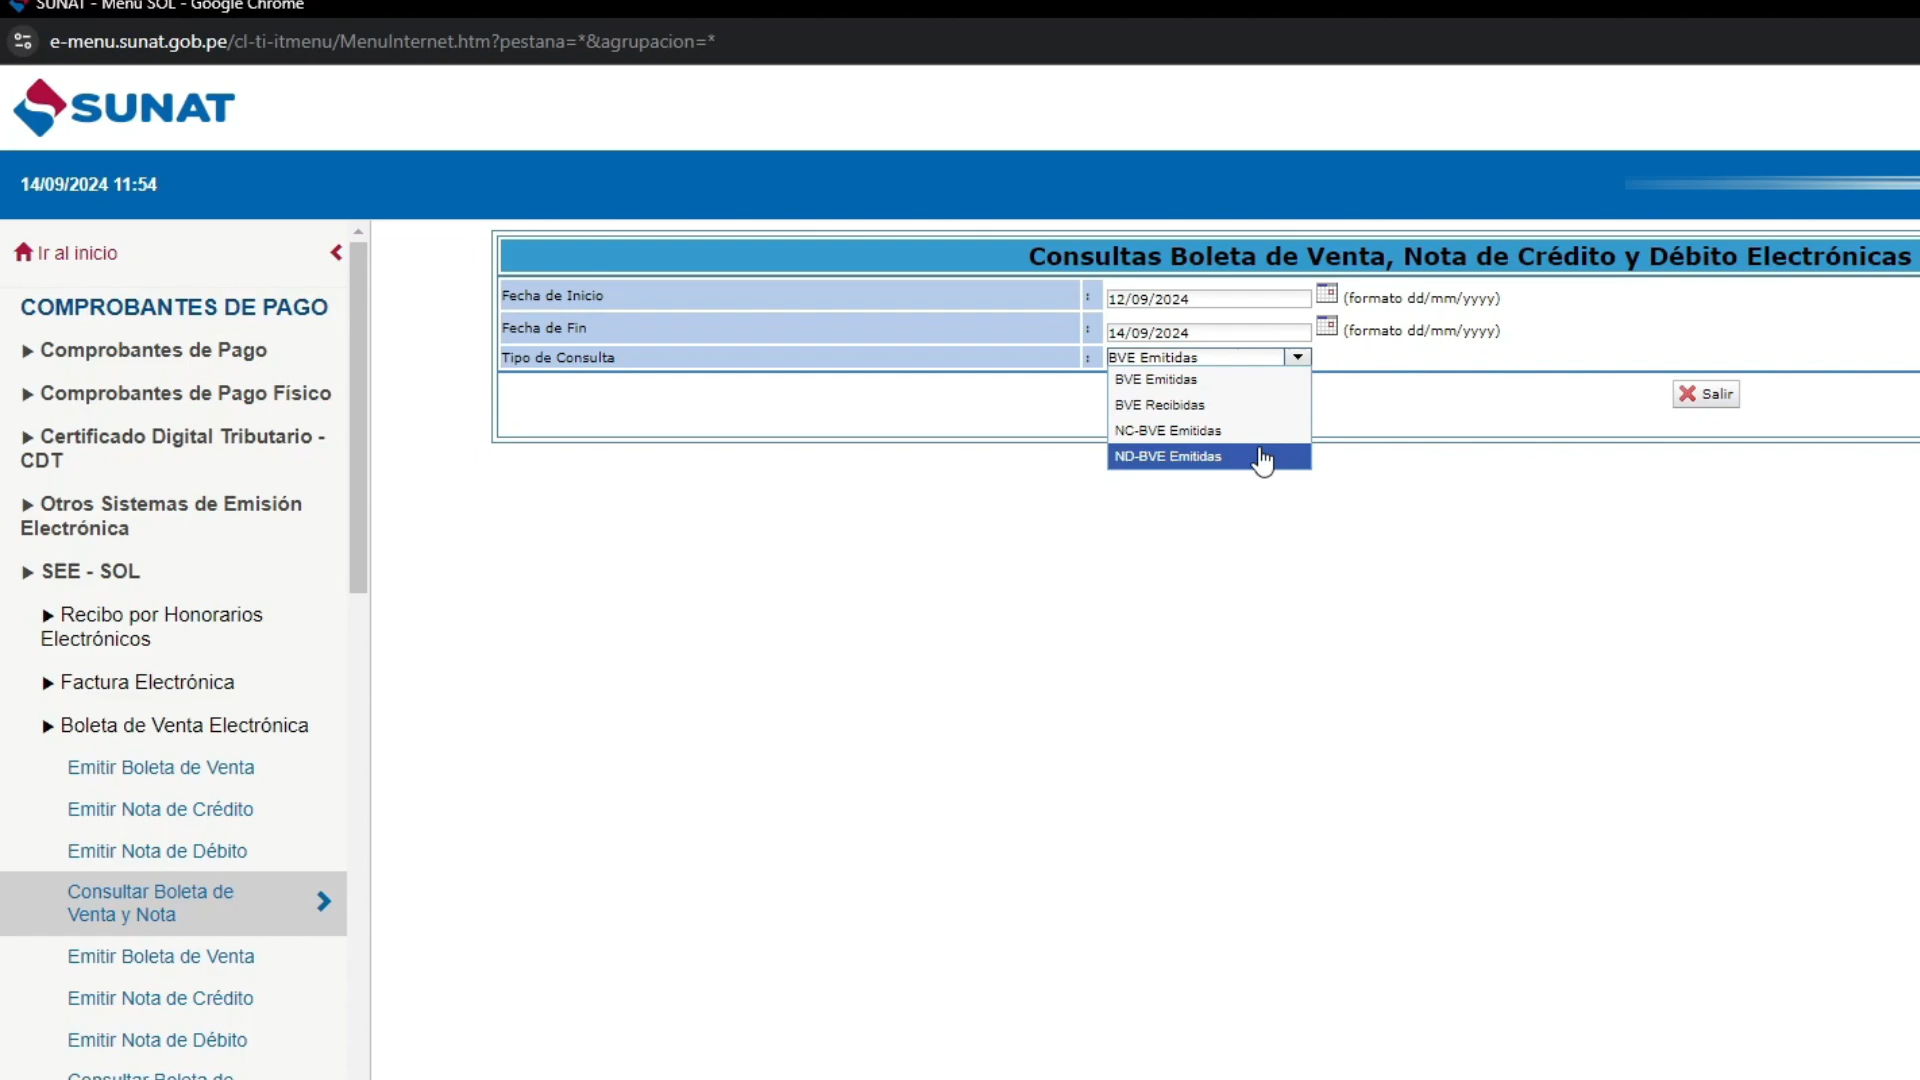 SUNAT - Menú SOL - Google Chrome
e-menu.sunat.gob.pe/cl-ti-itmenu/MenuInternet.htm?pestana=*&agrupacion=*
SUNAT
14/09/2024 11:54
Ir al inicio
COMPROBANTES DE PAGO
Comprobantes de Pago
Comprobantes de Pago Físico
Certificado Digital Tributario -
CDT
Otros Sistemas de Emisión
Electrónica
SEE - SOL
Recibo por Honorarios
Electrónicos
Factura Electrónica
Boleta de Venta Electrónica
Emitir Boleta de Venta
Emitir Nota de Crédito
Emitir Nota de Débito
Consultar Boleta de
Venta y Nota
Emitir Boleta de Venta
Emitir Nota de Crédito
Emitir Nota de Débito
Consultar Boleta de
Consultas Boleta de Venta, Nota de Crédito y Débito Electrónicas
Fecha de Inicio : 12/09/2024 (formato dd/mm/yyyy)
Fecha de Fin : 14/09/2024 (formato dd/mm/yyyy)
Tipo de Consulta : BVE Emitidas
BVE Emitidas
BVE Recibidas
NC-BVE Emitidas
ND-BVE Emitidas
Salir